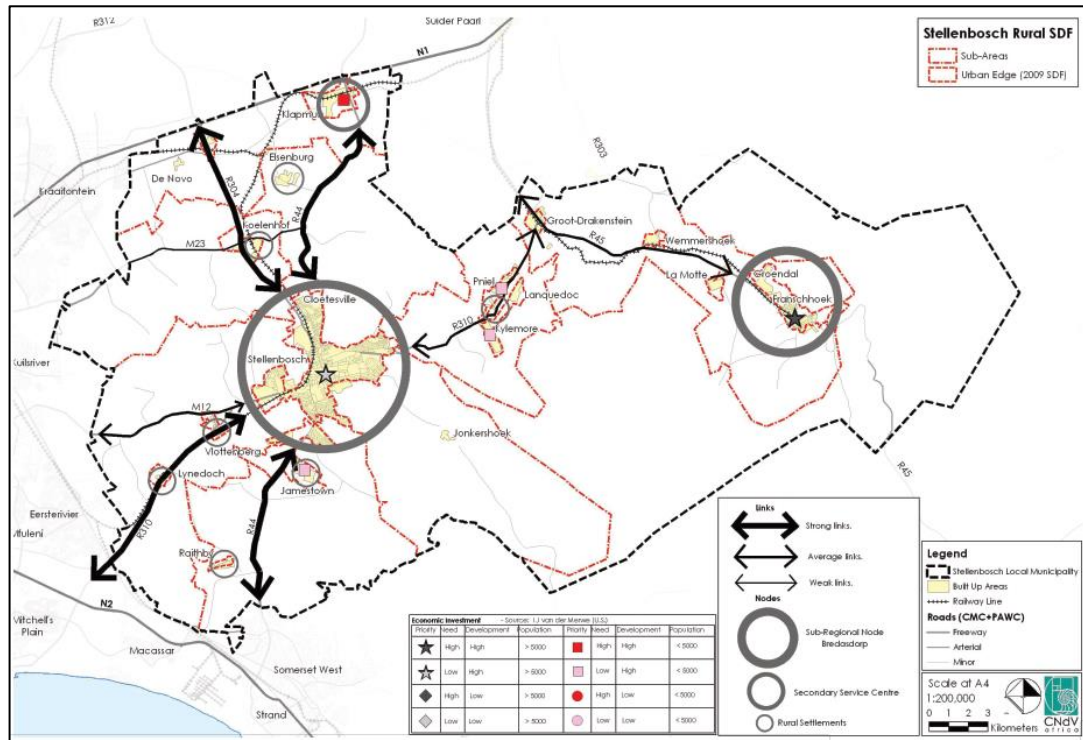 R312
Suider Paarl
N1
Klapmuts
Elsenburg
De Novo
Kraaifontein
R304
R44
Koelenhof
M23
R303
Groot-Drakenstein
R45
Wemmershoek
La Motte
Groendal
Franschhoek
Pniel
Lanquedoc
R310
Kylemore
Cloetesville
Stellenbosch
Kuilsriver
M12
Vlottenberg
Jonkershoek
Lynedoch
Jamestown
Eersterivier
Mfuleni
R310
R44
Raithby
R45
N2
Mitchell's
Plain
Macassar
Somerset West
Strand
Stellenbosch Rural SDF
Sub-Areas
Urban Edge (2009 SDF)
Economic Investment - Source: IJ van der Merwe (U.S.)
Priority Need Development Population Priority Need Development Population
High High > 5000 High High < 5000
Low High > 5000 Low High < 5000
High Low > 5000 High Low < 5000
Low Low > 5000 Low Low < 5000
Links
Strong links.
Average links.
Weak links.
Nodes
Sub-Regional Node
Bredasdorp
Secondary Service Centre
Rural Settlements
Legend
Stellenbosch Local Municipality
Built Up Areas
Railway Line
Roads (CMC+PAWC)
Freeway
Arterial
Minor
Scale at A4
1:200,000
0 1 2 3
Kilometers
CNdV
africa